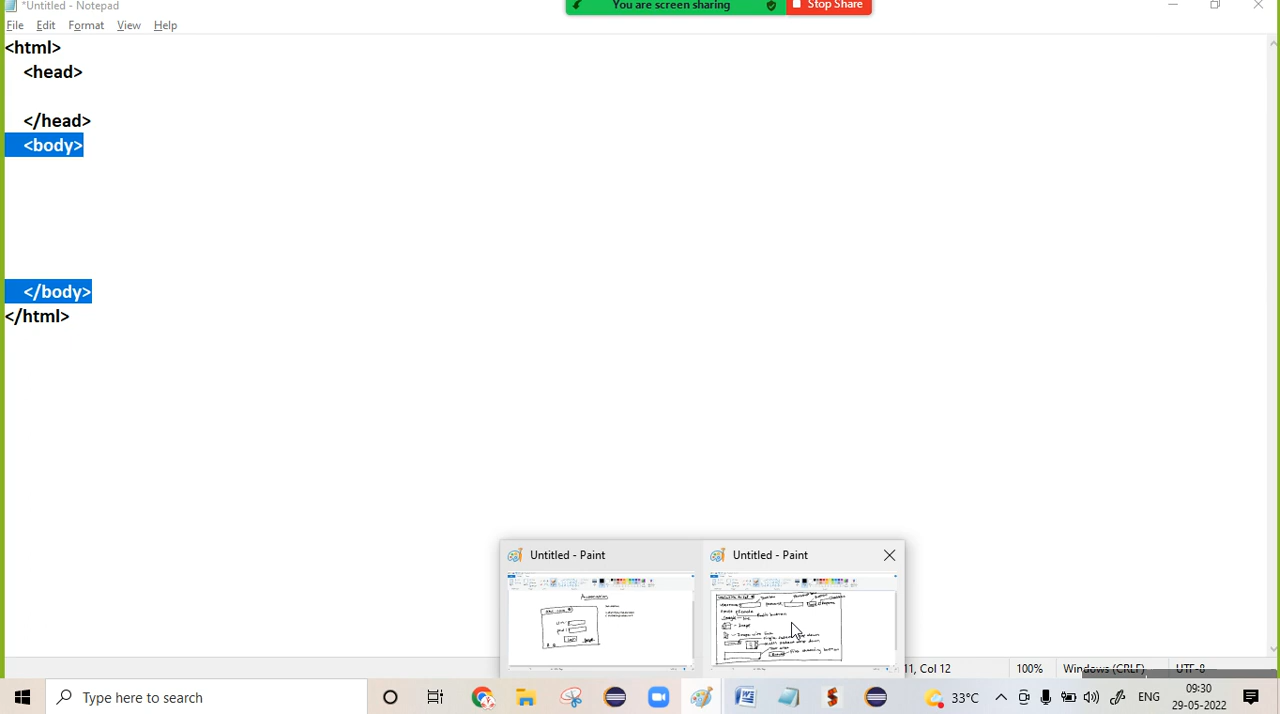 *Untitled - Notepad
You are screen sharing
Stop Share
File Edit Format View Help
<html>
<head>
</head>
<body>
</body>
</html>
Untitled - Paint
Untitled - Paint
Automation
11, Col 12
100%
Windows (CRLF)
UTF-8
Type here to search
33°C
ENG
09:30
29-05-2022